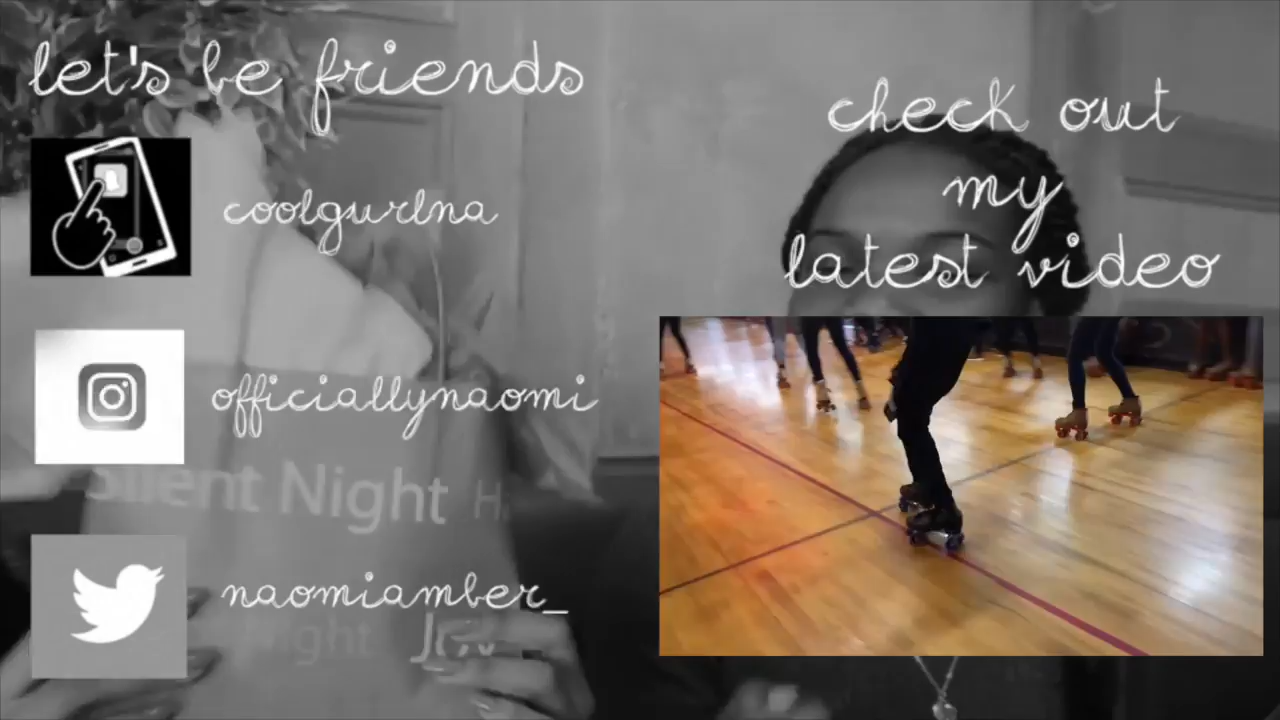 let's be friends
coolgurlna
officiallynaomi
Silent Night
naomiamber_
check out
my
latest video